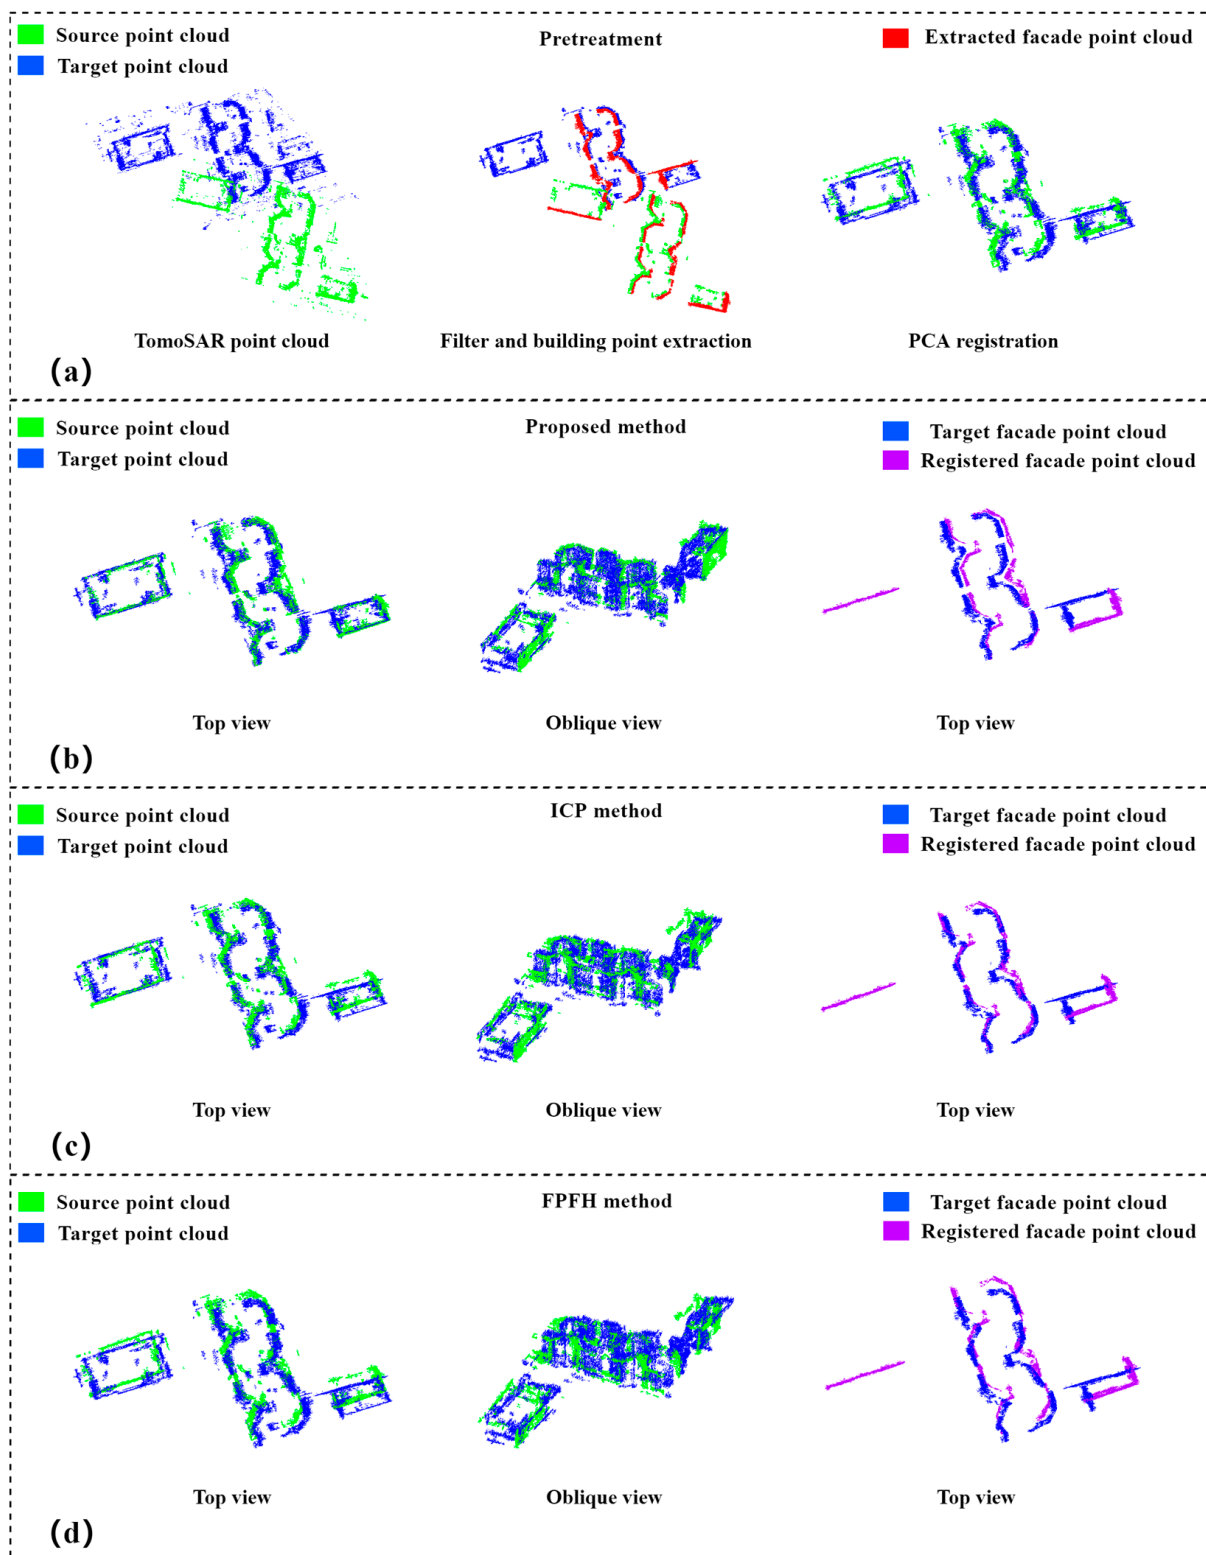 Source point cloud
Target point cloud
Pretreatment
Extracted facade point cloud
TomoSAR point cloud
Filter and building point extraction
PCA registration
(a)
Source point cloud
Target point cloud
Proposed method
Target facade point cloud
Registered facade point cloud
Top view
Oblique view
Top view
(b)
Source point cloud
Target point cloud
ICP method
Target facade point cloud
Registered facade point cloud
Top view
Oblique view
Top view
(c)
Source point cloud
Target point cloud
FPFH method
Target facade point cloud
Registered facade point cloud
Top view
Oblique view
Top view
(d)